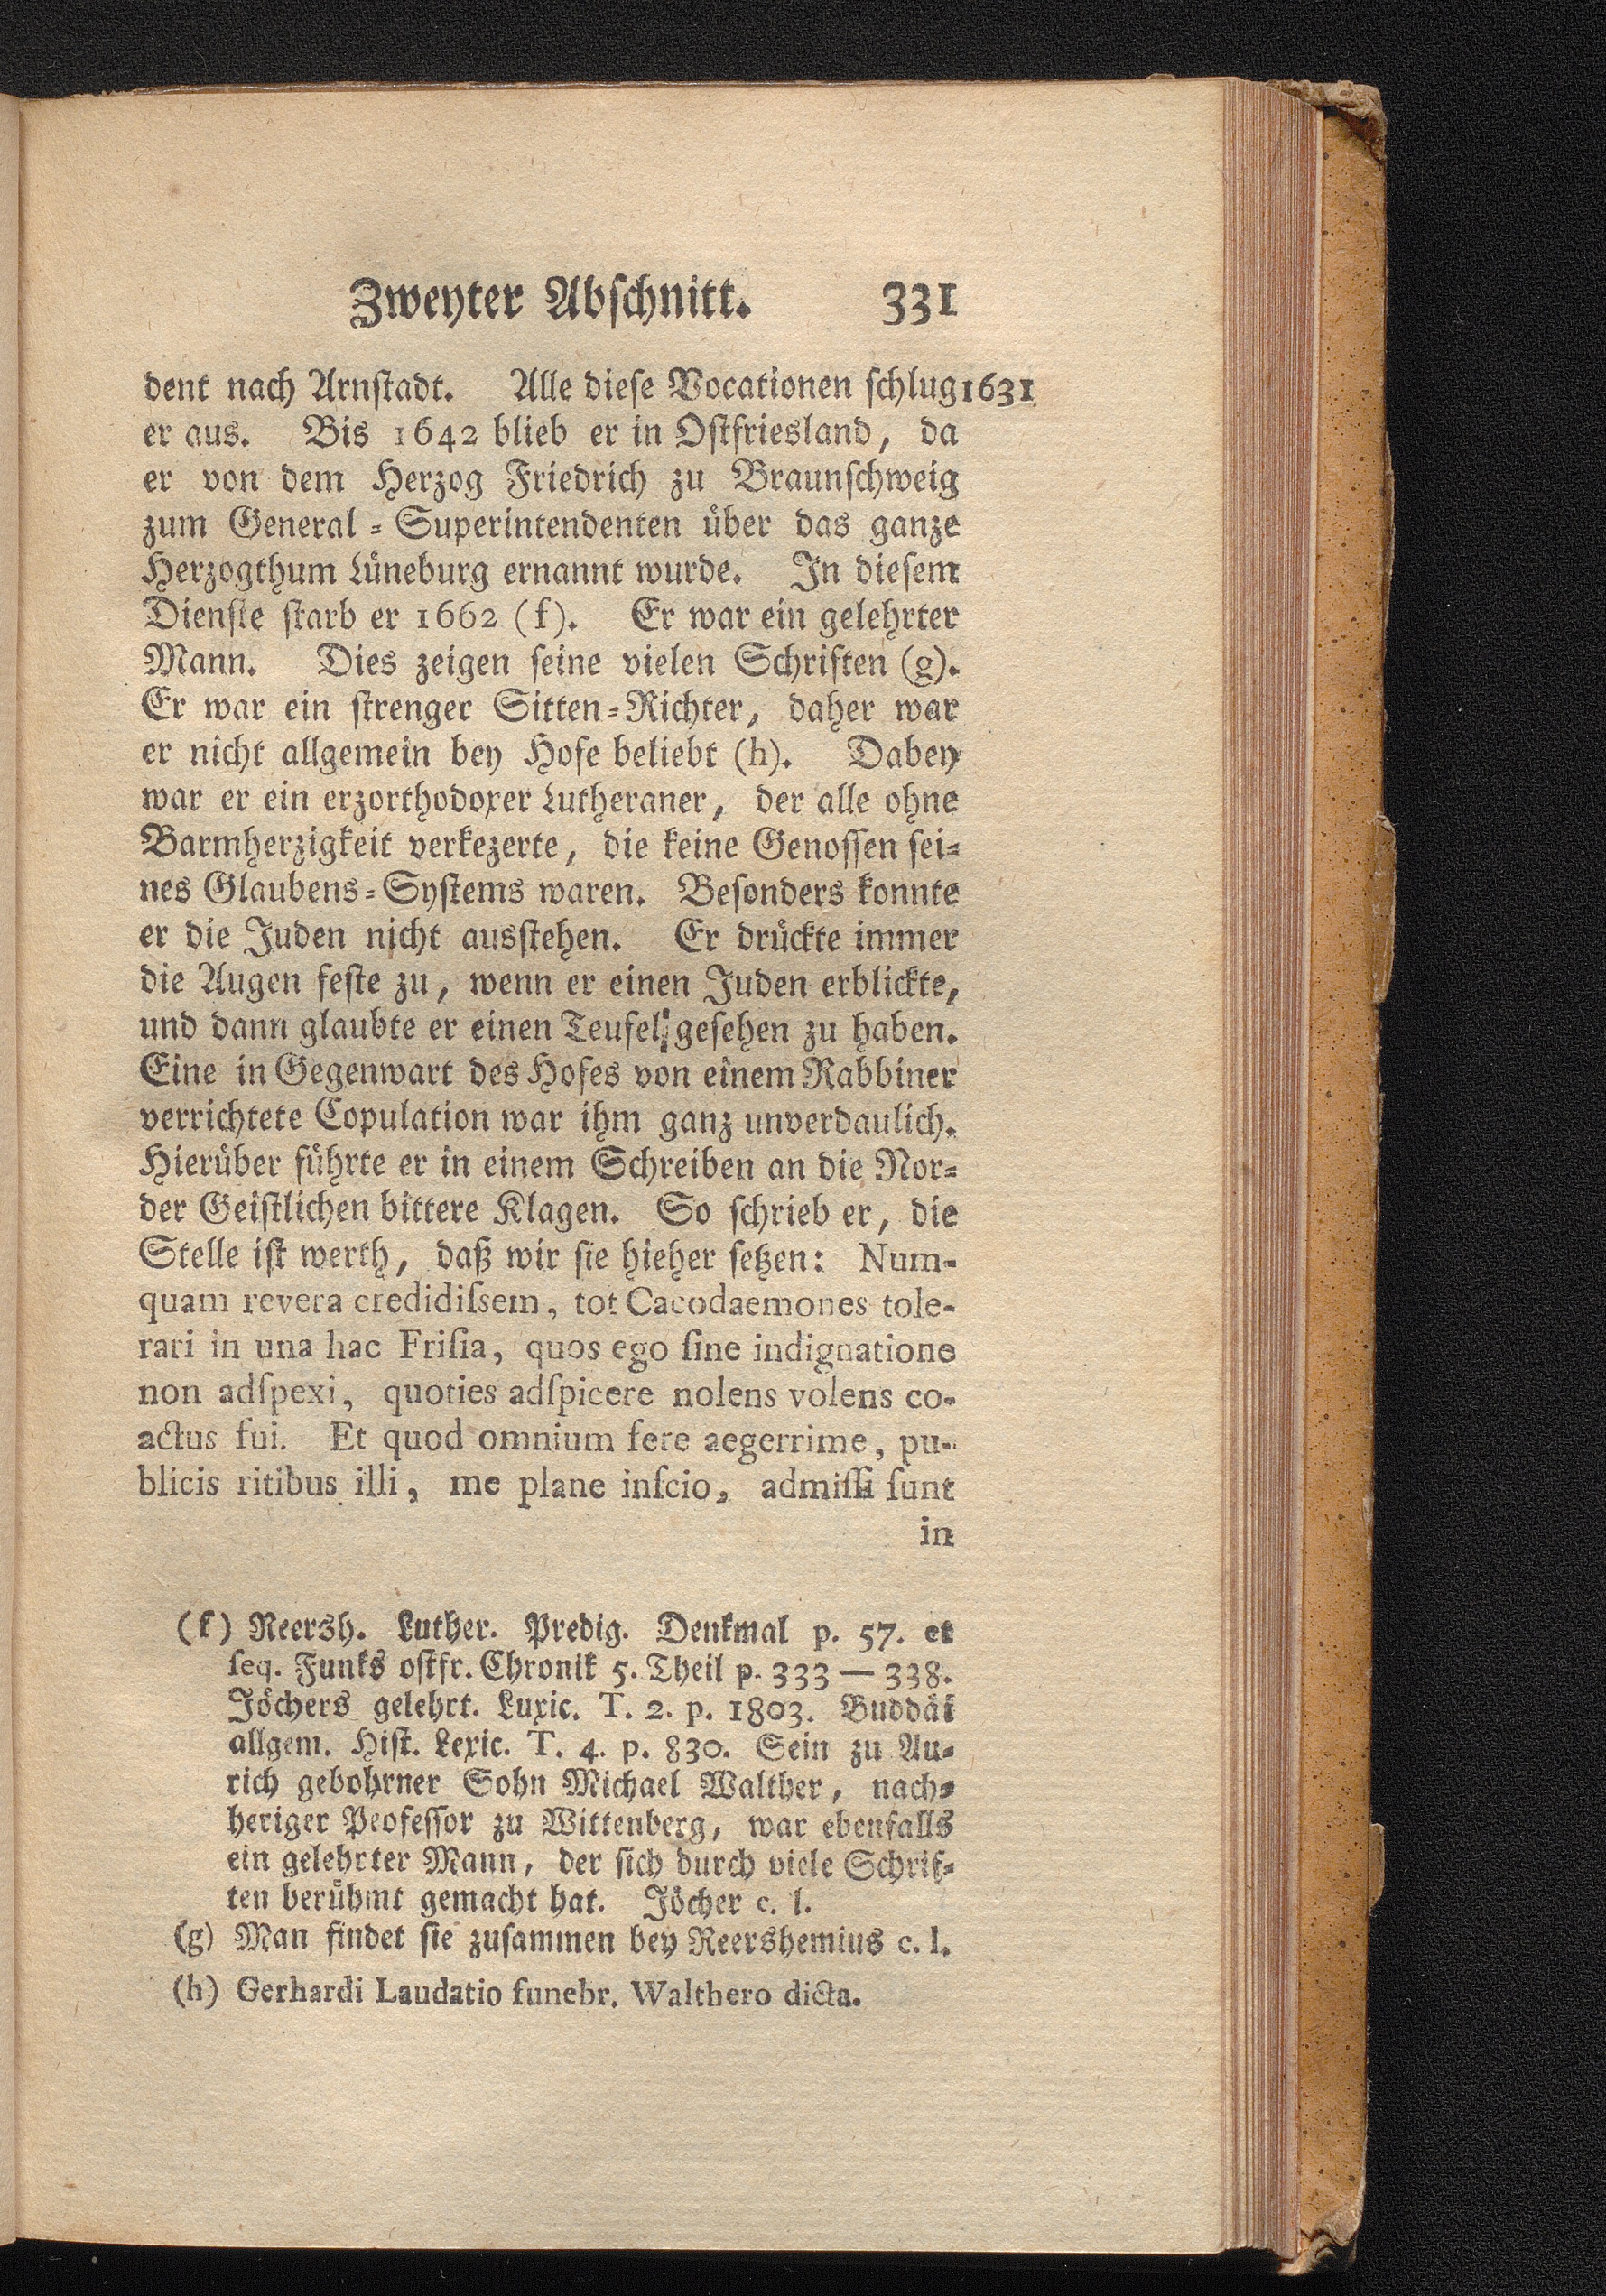 Zweyter Abschnitt. 331
dent nach Arnstadt. Alle diese Vocationen schlug 1631
er aus. Bis 1642 blieb er in Ostfriesland, da
er von dem Herzog Friedrich zu Braunschweig
zum General-Superintendenten über das ganze
Herzogthum Lüneburg ernannt wurde. In diesem
Dienste starb er 1662 (f). Er war ein gelehrter
Mann. Dies zeigen seine vielen Schriften (g).
Er war ein strenger Sitten-Richter, daher war
er nicht allgemein bey Hofe beliebt (h). Dabey
war er ein erzorthodoxer Lutheraner, der alle ohne
Barmherzigkeit verkezerte, die keine Genossen sei-
nes Glaubens-Systems waren. Besonders konnte
er die Juden nicht ausstehen. Er drückte immer
die Augen feste zu, wenn er einen Juden erblickte,
und dann glaubte er einen Teufel gesehen zu haben.
Eine in Gegenwart des Hofes von einem Rabbiner
verrichtete Copulation war ihm ganz unverdaulich.
Hierüber führte er in einem Schreiben an die Nor-
der Geistlichen bittere Klagen. So schrieb er, die
Stelle ist werth, daß wir sie hieher setzen: Num-
quam revera credidiſsem, tot Cacodaemones tole-
rari in una hac Friſia, quos ego ſine indignatione
non adſpexi, quoties adſpicere nolens volens co-
actus fui. Et quod omnium fere aegerrime, pu-
blicis ritibus illi, me plane inſcio, admiſſi ſunt
in
(f) Reersh. Luther. Predig. Denkmal p. 57. et
ſeq. Funks ostfr. Chronik 5. Theil p. 333 — 338.
Jöchers gelehrt. Luxic. T. 2. p. 1803. Buddäi
allgem. Hist. Lexic. T. 4. p. 830. Sein zu Au-
rich gebohrner Sohn Michael Walther, nach-
heriger Peofessor zu Wittenberg, war ebenfalls
ein gelehrter Mann, der sich durch viele Schrif-
ten berühmt gemacht hat. Jöcher c. l.
(g) Man findet sie zusammen bey Reershemius c. l.
(h) Gerhardi Laudatio funebr. Walthero dicta.